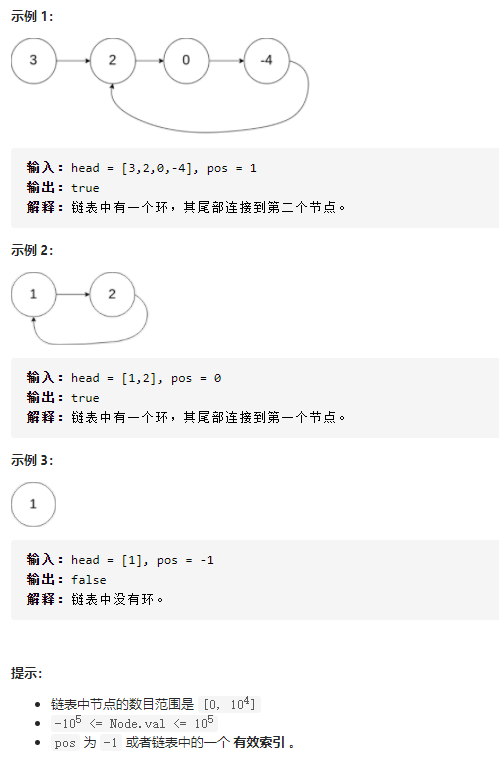 示例 1：
3 2 0 -4
输入：head = [3,2,0,-4], pos = 1
输出：true
解释：链表中有一个环，其尾部连接到第二个节点。
示例 2：
1 2
输入：head = [1,2], pos = 0
输出：true
解释：链表中有一个环，其尾部连接到第一个节点。
示例 3：
1
输入：head = [1], pos = -1
输出：false
解释：链表中没有环。
提示：
链表中节点的数目范围是 [0, 10⁴]
-10⁵ <= Node.val <= 10⁵
pos 为 -1 或者链表中的一个 有效索引 。